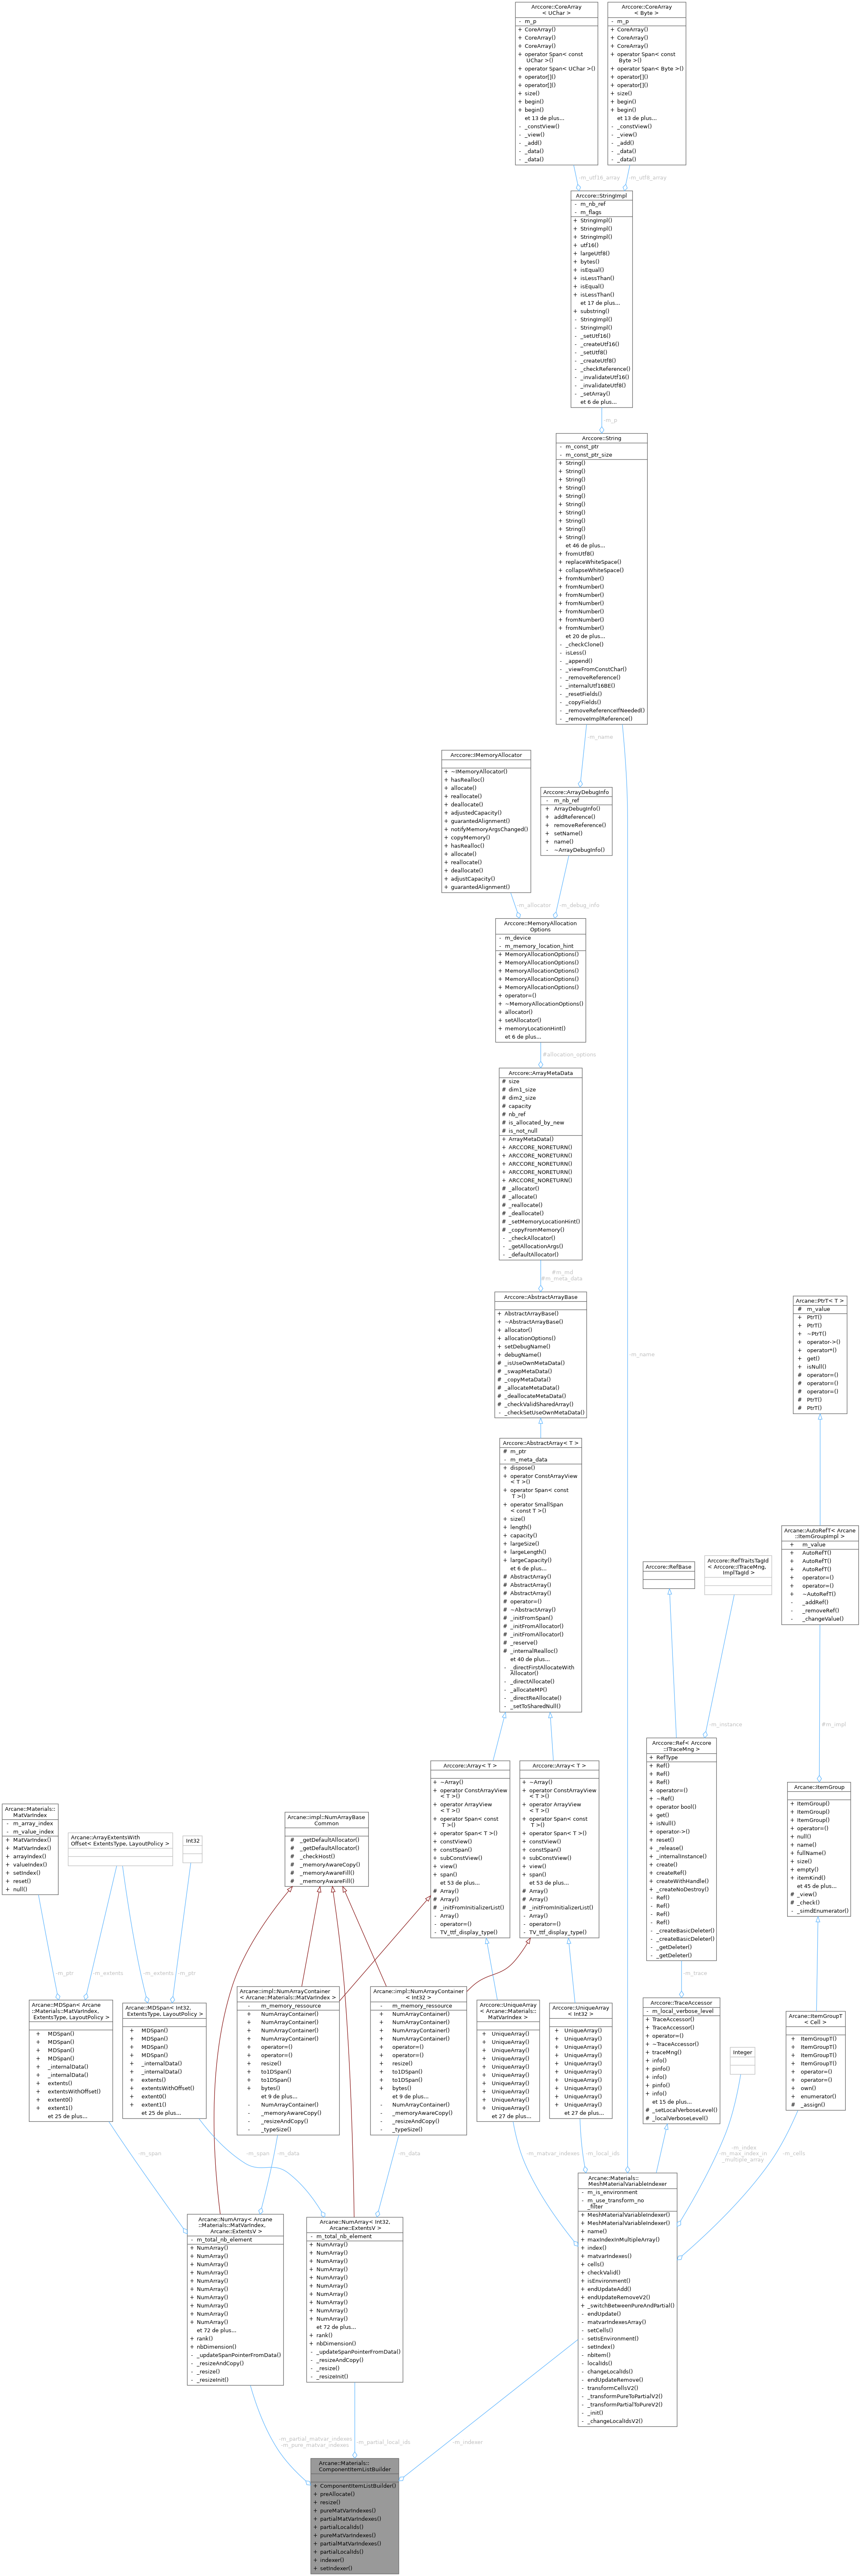 Arccore::CoreArray
< UChar >
- m_p
+ CoreArray()
+ CoreArray()
+ CoreArray()
+ operator Span< const
UChar >()
+ operator Span< UChar >()
+ operator[]()
+ operator[]()
+ size()
+ begin()
+ begin()
et 13 de plus...
- _constView()
- _view()
- _add()
- _data()
- _data()
Arccore::CoreArray
< Byte >
- m_p
+ CoreArray()
+ CoreArray()
+ CoreArray()
+ operator Span< const
Byte >()
+ operator Span< Byte >()
+ operator[]()
+ operator[]()
+ size()
+ begin()
+ begin()
et 13 de plus...
- _constView()
- _view()
- _add()
- _data()
- _data()
-m_utf16_array
-m_utf8_array
Arccore::StringImpl
- m_nb_ref
- m_flags
+ StringImpl()
+ StringImpl()
+ StringImpl()
+ utf16()
+ largeUtf8()
+ bytes()
+ isEqual()
+ isLessThan()
+ isEqual()
+ isLessThan()
et 17 de plus...
+ substring()
- StringImpl()
- StringImpl()
- _setUtf16()
- _createUtf16()
- _setUtf8()
- _createUtf8()
- _checkReference()
- _invalidateUtf16()
- _invalidateUtf8()
- _setArray()
et 6 de plus...
-m_p
Arccore::String
- m_const_ptr
- m_const_ptr_size
+ String()
+ String()
+ String()
+ String()
+ String()
+ String()
+ String()
+ String()
+ String()
+ String()
et 46 de plus...
+ fromUtf8()
+ replaceWhiteSpace()
+ collapseWhiteSpace()
+ fromNumber()
+ fromNumber()
+ fromNumber()
+ fromNumber()
+ fromNumber()
+ fromNumber()
+ fromNumber()
et 20 de plus...
- _checkClone()
- isLess()
- _append()
- _viewFromConstChar()
- _removeReference()
- _internalUtf16BE()
- _resetFields()
- _copyFields()
- _removeReferenceIfNeeded()
- _removeImplReference()
-m_name
Arccore::IMemoryAllocator
+ ~IMemoryAllocator()
+ hasRealloc()
+ allocate()
+ reallocate()
+ deallocate()
+ adjustedCapacity()
+ guarantedAlignment()
+ notifyMemoryArgsChanged()
+ copyMemory()
+ hasRealloc()
+ allocate()
+ reallocate()
+ deallocate()
+ adjustCapacity()
+ guarantedAlignment()
Arccore::ArrayDebugInfo
- m_nb_ref
+ ArrayDebugInfo()
+ addReference()
+ removeReference()
+ setName()
+ name()
- ~ArrayDebugInfo()
-m_allocator
-m_debug_info
Arccore::MemoryAllocation
Options
- m_device
- m_memory_location_hint
+ MemoryAllocationOptions()
+ MemoryAllocationOptions()
+ MemoryAllocationOptions()
+ MemoryAllocationOptions()
+ MemoryAllocationOptions()
+ operator=()
+ ~MemoryAllocationOptions()
+ allocator()
+ setAllocator()
+ memoryLocationHint()
et 6 de plus...
#allocation_options
Arccore::ArrayMetaData
# size
# dim1_size
# dim2_size
# capacity
# nb_ref
# is_allocated_by_new
# is_not_null
+ ArrayMetaData()
+ ARCCORE_NORETURN()
+ ARCCORE_NORETURN()
+ ARCCORE_NORETURN()
+ ARCCORE_NORETURN()
+ ARCCORE_NORETURN()
# _allocator()
# _allocate()
# _reallocate()
# _deallocate()
# _setMemoryLocationHint()
# _copyFromMemory()
- _checkAllocator()
- _getAllocationArgs()
- _defaultAllocator()
#m_md
#m_meta_data
Arccore::AbstractArrayBase
+ AbstractArrayBase()
+ ~AbstractArrayBase()
+ allocator()
+ allocationOptions()
+ setDebugName()
+ debugName()
# _isUseOwnMetaData()
# _swapMetaData()
# _copyMetaData()
# _allocateMetaData()
# _deallocateMetaData()
# _checkValidSharedArray()
- _checkSetUseOwnMetaData()
-m_name
Arccore::AbstractArray< T >
# m_ptr
- m_meta_data
+ dispose()
+ operator ConstArrayView
< T >()
+ operator Span< const
T >()
+ operator SmallSpan
< const T >()
+ size()
+ length()
+ capacity()
+ largeSize()
+ largeLength()
+ largeCapacity()
et 6 de plus...
# AbstractArray()
# AbstractArray()
# AbstractArray()
# operator=()
# ~AbstractArray()
# _initFromSpan()
# _initFromAllocator()
# _initFromAllocator()
# _reserve()
# _internalRealloc()
et 40 de plus...
- _directFirstAllocateWith
Allocator()
- _directAllocate()
- _allocateMP()
- _directReAllocate()
- _setToSharedNull()
Arcane::PtrT< T >
# m_value
+ PtrT()
+ PtrT()
+ ~PtrT()
+ operator->()
+ operator*()
+ get()
+ isNull()
# operator=()
# operator=()
# operator=()
# PtrT()
# PtrT()
Arcane::AutoRefT< Arcane
::ItemGroupImpl >
+ m_value
+ AutoRefT()
+ AutoRefT()
+ AutoRefT()
+ operator=()
+ operator=()
+ ~AutoRefT()
- _addRef()
- _removeRef()
- _changeValue()
#m_impl
Arccore::RefBase
Arccore::RefTraitsTagId
< Arccore::ITraceMng,
ImplTagId >
-m_instance
Arccore::Ref< Arccore
::ITraceMng >
+ RefType
+ Ref()
+ Ref()
+ Ref()
+ operator=()
+ ~Ref()
+ operator bool()
+ get()
+ isNull()
+ operator->()
+ reset()
+ _release()
+ _internalInstance()
+ create()
+ createRef()
+ createWithHandle()
+ _createNoDestroy()
- Ref()
- Ref()
- Ref()
- Ref()
- _createBasicDeleter()
- _createBasicDeleter()
- _getDeleter()
- _getDeleter()
-m_trace
Arcane::ItemGroup
+ ItemGroup()
+ ItemGroup()
+ ItemGroup()
+ operator=()
+ null()
+ name()
+ fullName()
+ size()
+ empty()
+ itemKind()
et 45 de plus...
# _view()
# _check()
- _simdEnumerator()
Arccore::Array< T >
+ ~Array()
+ operator ConstArrayView
< T >()
+ operator ArrayView
< T >()
+ operator Span< const
T >()
+ operator Span< T >()
+ constView()
+ constSpan()
+ subConstView()
+ view()
+ span()
et 53 de plus...
# Array()
# Array()
# _initFromInitializerList()
- Array()
- operator=()
- TV_ttf_display_type()
Arccore::Array< T >
+ ~Array()
+ operator ConstArrayView
< T >()
+ operator ArrayView
< T >()
+ operator Span< const
T >()
+ operator Span< T >()
+ constView()
+ constSpan()
+ subConstView()
+ view()
+ span()
et 53 de plus...
# Array()
# Array()
# _initFromInitializerList()
- Array()
- operator=()
- TV_ttf_display_type()
Arcane::Materials::
MatVarIndex
- m_array_index
- m_value_index
+ MatVarIndex()
+ MatVarIndex()
+ arrayIndex()
+ valueIndex()
+ setIndex()
+ reset()
+ null()
Arcane::ArrayExtentsWith
Offset< ExtentsType, LayoutPolicy >
Int32
Arcane::impl::NumArrayBase
Common
# _getDefaultAllocator()
# _getDefaultAllocator()
# _checkHost()
# _memoryAwareCopy()
# _memoryAwareFill()
# _memoryAwareFill()
-m_ptr
-m_extents
-m_extents
-m_ptr
Arcane::MDSpan< Arcane
::Materials::MatVarIndex,
ExtentsType, LayoutPolicy >
+ MDSpan()
+ MDSpan()
+ MDSpan()
+ MDSpan()
+ _internalData()
+ _internalData()
+ extents()
+ extentsWithOffset()
+ extent0()
+ extent1()
et 25 de plus...
Arcane::MDSpan< Int32,
ExtentsType, LayoutPolicy >
+ MDSpan()
+ MDSpan()
+ MDSpan()
+ MDSpan()
+ _internalData()
+ _internalData()
+ extents()
+ extentsWithOffset()
+ extent0()
+ extent1()
et 25 de plus...
Arcane::impl::NumArrayContainer
< Arcane::Materials::MatVarIndex >
- m_memory_ressource
+ NumArrayContainer()
+ NumArrayContainer()
+ NumArrayContainer()
+ NumArrayContainer()
+ operator=()
+ operator=()
+ resize()
+ to1DSpan()
+ to1DSpan()
+ bytes()
et 9 de plus...
- NumArrayContainer()
- _memoryAwareCopy()
- _resizeAndCopy()
- _typeSize()
Arcane::impl::NumArrayContainer
< Int32 >
- m_memory_ressource
+ NumArrayContainer()
+ NumArrayContainer()
+ NumArrayContainer()
+ NumArrayContainer()
+ operator=()
+ operator=()
+ resize()
+ to1DSpan()
+ to1DSpan()
+ bytes()
et 9 de plus...
- NumArrayContainer()
- _memoryAwareCopy()
- _resizeAndCopy()
- _typeSize()
Arccore::UniqueArray
< Arcane::Materials::
MatVarIndex >
+ UniqueArray()
+ UniqueArray()
+ UniqueArray()
+ UniqueArray()
+ UniqueArray()
+ UniqueArray()
+ UniqueArray()
+ UniqueArray()
+ UniqueArray()
+ UniqueArray()
et 27 de plus...
Arccore::UniqueArray
< Int32 >
+ UniqueArray()
+ UniqueArray()
+ UniqueArray()
+ UniqueArray()
+ UniqueArray()
+ UniqueArray()
+ UniqueArray()
+ UniqueArray()
+ UniqueArray()
+ UniqueArray()
et 27 de plus...
Arccore::TraceAccessor
- m_local_verbose_level
+ TraceAccessor()
+ TraceAccessor()
+ operator=()
+ ~TraceAccessor()
+ traceMng()
+ info()
+ pinfo()
+ info()
+ pinfo()
+ info()
et 15 de plus...
# _setLocalVerboseLevel()
# _localVerboseLevel()
Integer
Arcane::ItemGroupT
< Cell >
+ ItemGroupT()
+ ItemGroupT()
+ ItemGroupT()
+ ItemGroupT()
+ operator=()
+ operator=()
+ own()
+ enumerator()
# _assign()
-m_span
-m_span
-m_data
-m_data
-m_matvar_indexes
-m_local_ids
-m_index
-m_max_index_in
_multiple_array
-m_cells
Arcane::Materials::
MeshMaterialVariableIndexer
- m_is_environment
- m_use_transform_no
_filter
+ MeshMaterialVariableIndexer()
+ MeshMaterialVariableIndexer()
+ name()
+ maxIndexInMultipleArray()
+ index()
+ matvarIndexes()
+ cells()
+ checkValid()
+ isEnvironment()
+ endUpdateAdd()
+ endUpdateRemoveV2()
+ _switchBetweenPureAndPartial()
- endUpdate()
- matvarIndexesArray()
- setCells()
- setIsEnvironment()
- setIndex()
- nbItem()
- localIds()
- changeLocalIds()
- endUpdateRemove()
- transformCellsV2()
- _transformPureToPartialV2()
- _transformPartialToPureV2()
- _init()
- _changeLocalIdsV2()
Arcane::NumArray< Arcane
::Materials::MatVarIndex,
Arcane::ExtentsV >
- m_total_nb_element
+ NumArray()
+ NumArray()
+ NumArray()
+ NumArray()
+ NumArray()
+ NumArray()
+ NumArray()
+ NumArray()
+ NumArray()
+ NumArray()
et 72 de plus...
+ rank()
+ nbDimension()
- _updateSpanPointerFromData()
- _resizeAndCopy()
- _resize()
- _resizeInit()
Arcane::NumArray< Int32,
Arcane::ExtentsV >
- m_total_nb_element
+ NumArray()
+ NumArray()
+ NumArray()
+ NumArray()
+ NumArray()
+ NumArray()
+ NumArray()
+ NumArray()
+ NumArray()
+ NumArray()
et 72 de plus...
+ rank()
+ nbDimension()
- _updateSpanPointerFromData()
- _resizeAndCopy()
- _resize()
- _resizeInit()
-m_partial_matvar_indexes
-m_pure_matvar_indexes
-m_partial_local_ids
-m_indexer
Arcane::Materials::
ComponentItemListBuilder
+ ComponentItemListBuilder()
+ preAllocate()
+ resize()
+ pureMatVarIndexes()
+ partialMatVarIndexes()
+ partialLocalIds()
+ pureMatVarIndexes()
+ partialMatVarIndexes()
+ partialLocalIds()
+ indexer()
+ setIndexer()